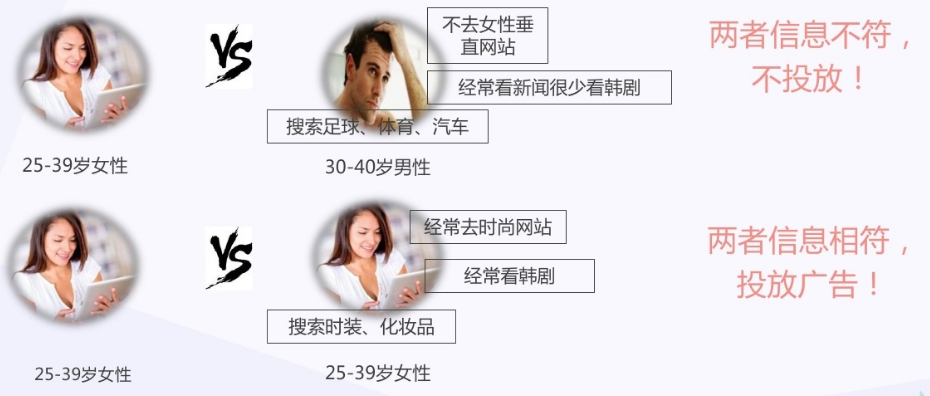 不去女性垂
直网站
两者信息不符，
不投放！
VS
经常看新闻很少看韩剧
搜索足球、体育、汽车
25-39岁女性
30-40岁男性
经常去时尚网站
两者信息相符，
投放广告！
VS
经常看韩剧
搜索时装、化妆品
25-39岁女性
25-39岁女性